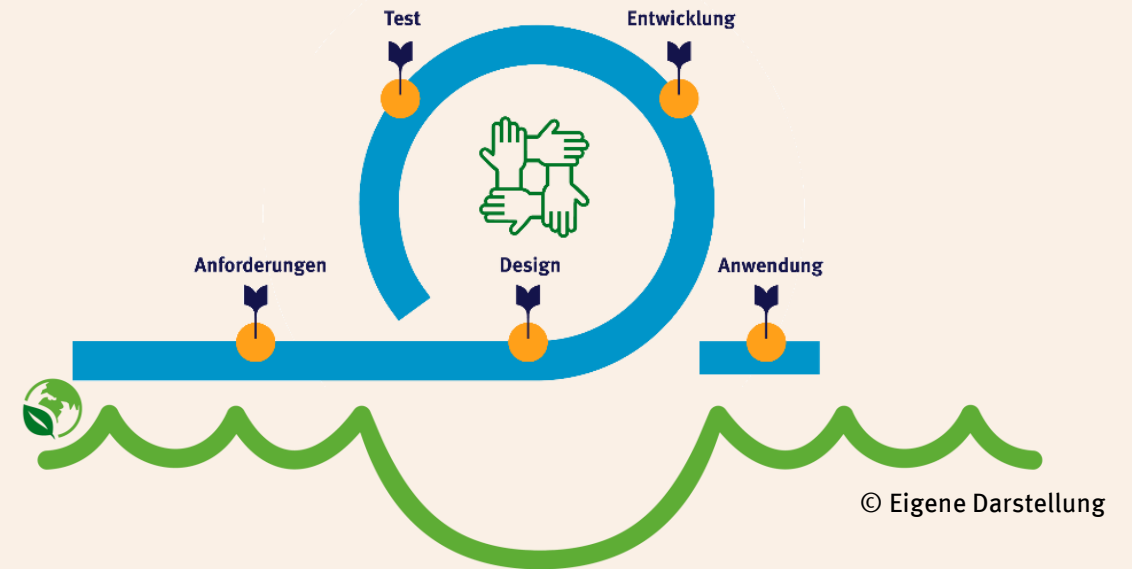 Test
Entwicklung
Anforderungen
Design
Anwendung
© Eigene Darstellung